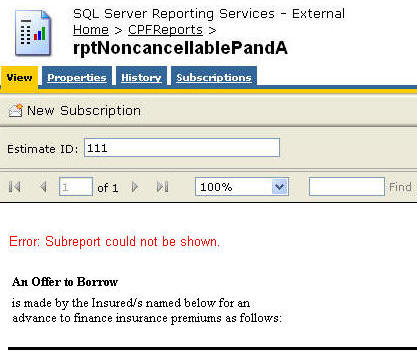 SQL Server Reporting Services - External
Home > CPFReports >
rptNoncancellablePandA
View Properties History Subscriptions
New Subscription
Estimate ID: 111
1 of 1 100% Find
Error: Subreport could not be shown.
An Offer to Borrow
is made by the Insured/s named below for an
advance to finance insurance premiums as follows: